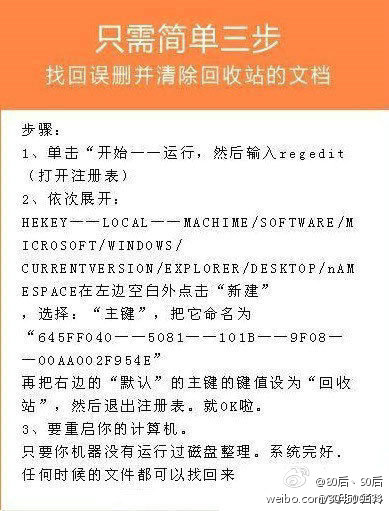 只需简单三步
找回误删并清除回收站的文档
步骤:
1、单击“开始——运行，然后输入regedit
（打开注册表）
2、依次展开:
HEKEY——LOCAL——MACHIME/SOFTWARE/M
ICROSOFT/WINDOWS/
CURRENTVERSION/EXPLORER/DESKTOP/nAM
ESPACE在左边空白外点击“新建”
，选择:“主键”，把它命名为
“645FF040——5081——101B——9F08—
—00AA002F954E”
再把右边的“默认”的主键的键值设为“回收
站”，然后退出注册表。就OK啦。
3、要重启你的计算机。
只要你机器没有运行过磁盘整理。系统完好.
任何时候的文件都可以找回来
@80后、90后
weibo.com/